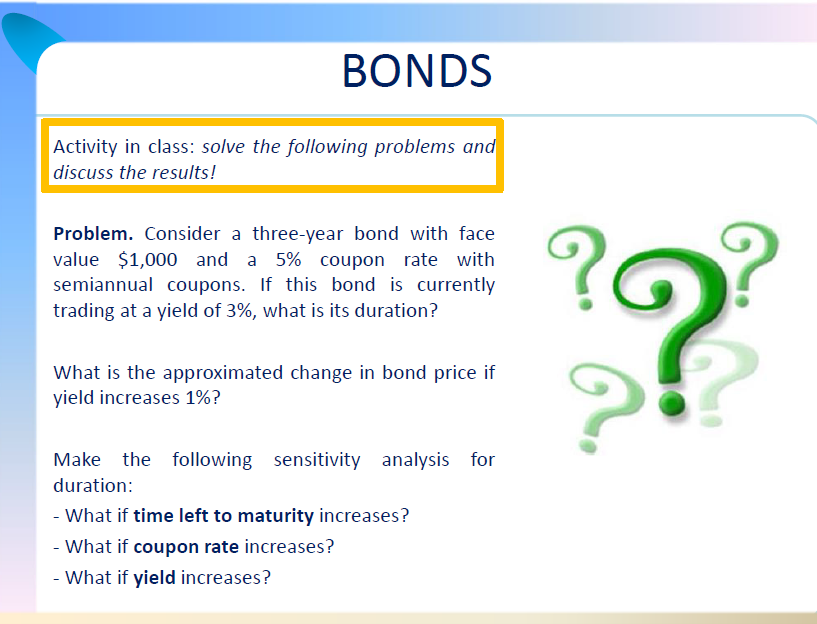 BONDS
Activity in class: solve the following problems and
discuss the results!
Problem. Consider a three-year bond with face
value $1,000 and a 5% coupon rate with
semiannual coupons. If this bond is currently
trading at a yield of 3%, what is its duration?
What is the approximated change in bond price if
yield increases 1%?
Make the following sensitivity analysis for
duration:
- What if time left to maturity increases?
- What if coupon rate increases?
- What if yield increases?